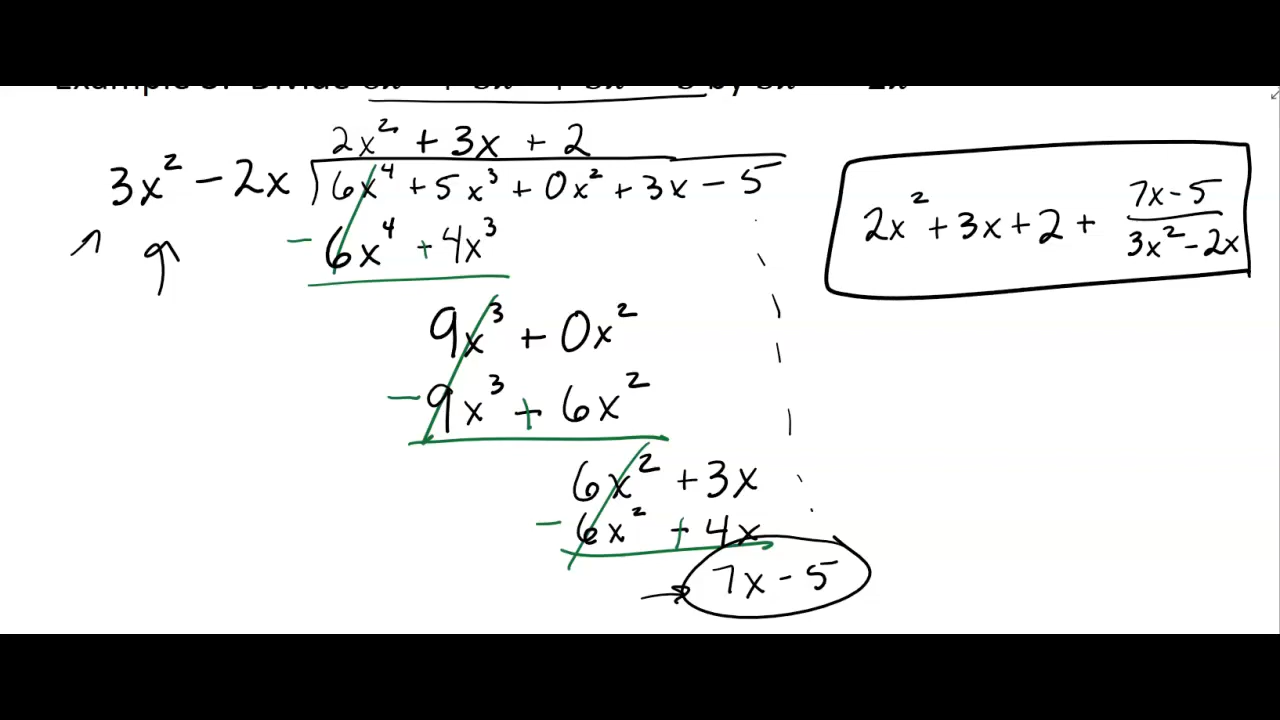 2x² + 3x + 2
3x² - 2x )6x⁴ + 5x³ + 0x² + 3x - 5
- 6x⁴ + 4x³
9x³ + 0x²
- 9x³ + 6x²
6x² + 3x
- 6x² + 4x
7x - 5
2x² + 3x + 2 + (7x - 5)/(3x² - 2x)